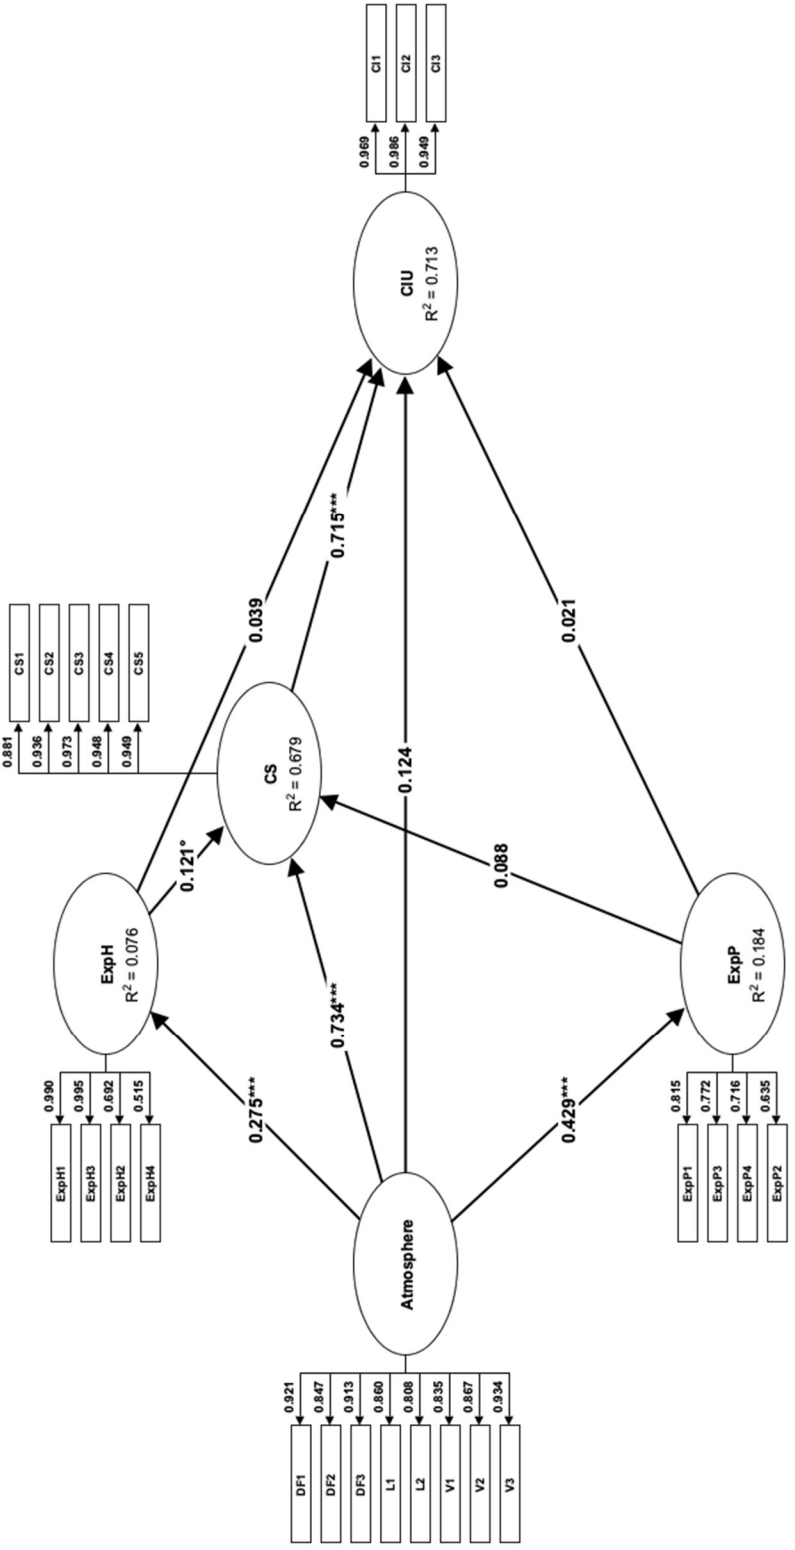 0.990
0.995
0.692
0.515
ExpH1
ExpH3
ExpH2
ExpH4
ExpH
R² = 0.076
0.881
0.936
0.973
0.948
0.949
CS1
CS2
CS3
CS4
CS5
0.275***
0.121°
0.039
0.734***
CS
R² = 0.679
0.715***
0.921
0.847
0.913
0.860
0.808
0.835
0.867
0.934
DF1
DF2
DF3
L1
L2
V1
V2
V3
Atmosphere
0.124
CIU
R² = 0.713
0.969
0.986
0.949
CI1
CI2
CI3
0.429***
0.088
0.021
0.815
0.772
0.716
0.635
ExpP1
ExpP3
ExpP4
ExpP2
ExpP
R² = 0.184